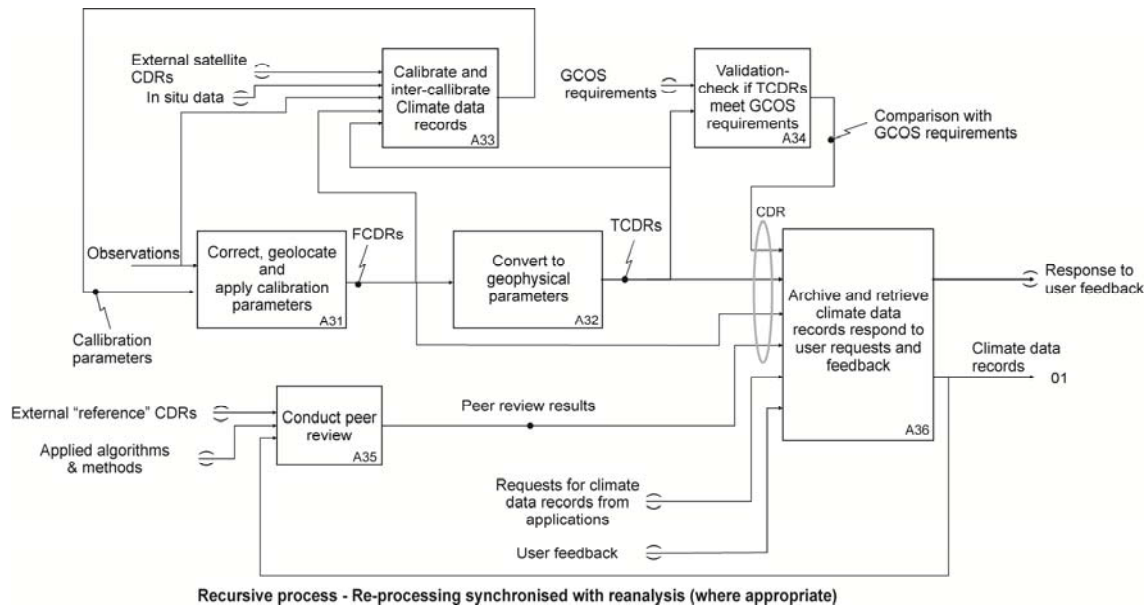 External satellite
CDRs
In situ data
Calibrate and
inter-callibrate
Climate data
records
A33
GCOS
requirements
Validation-
check if TCDRs
meet GCOS
requirements
A34
Comparison with
GCOS requirements
Observations
Correct, geolocate
and
apply calibration
parameters
A31
FCDRs
Convert to
geophysical
parameters
A32
TCDRs
CDR
Archive and retrieve
climate data
records respond to
user requests and
feedback
A36
Response to
user feedback
Climate data
records
01
Callibration
parameters
External “reference” CDRs
Applied algorithms
& methods
Conduct peer
review
A35
Peer review results
Requests for climate
data records from
applications
User feedback
Recursive process - Re-processing synchronised with reanalysis (where appropriate)